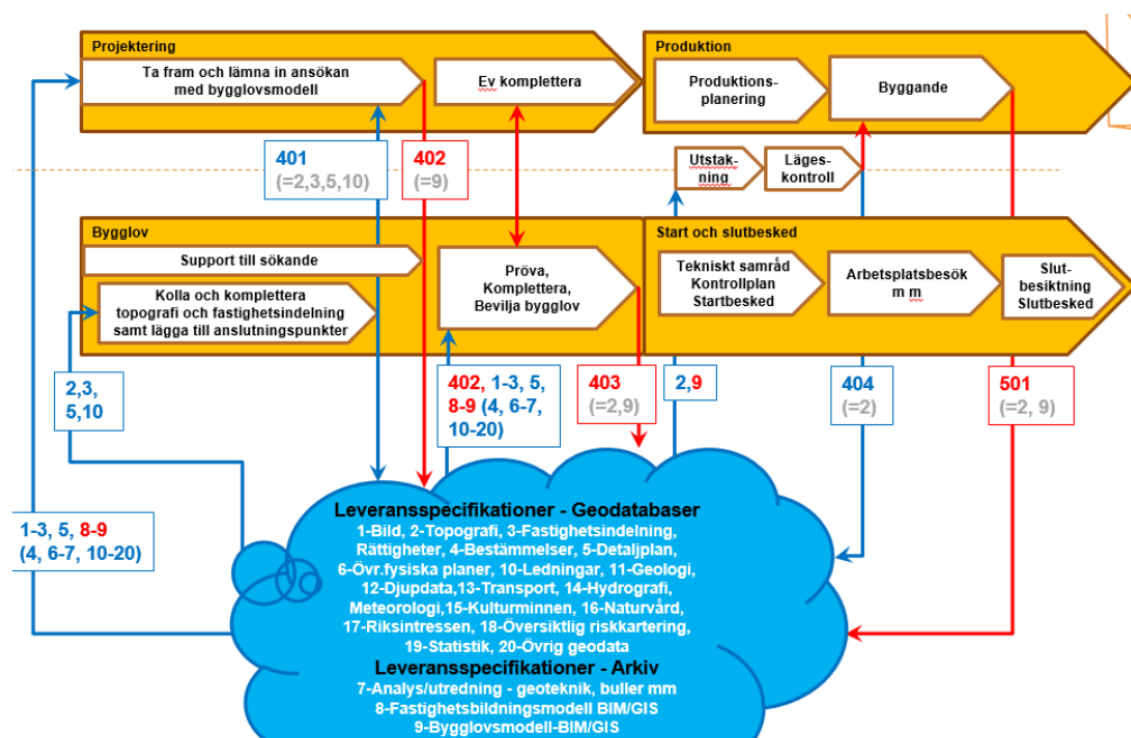 Projektering
Ta fram och lämna in ansökan
med bygglovsmodell
Ev komplettera
Produktion
Produktions-
planering
Byggande
401
(=2,3,5,10)
402
(=9)
Utstak-
ning
Läges-
kontroll
Bygglov
Support till sökande
Kolla och komplettera
topografi och fastighetsindelning
samt lägga till anslutningspunkter
Pröva,
Komplettera,
Bevilja bygglov
Start och slutbesked
Tekniskt samråd
Kontrollplan
Startbesked
Arbetsplatsbesök
m m
Slut-
besiktning
Slutbesked
2,3,
5,10
402, 1-3, 5,
8-9 (4, 6-7,
10-20)
403
(=2,9)
2,9
404
(=2)
501
(=2, 9)
1-3, 5, 8-9
(4, 6-7, 10-20)
Leveransspecifikationer - Geodatabaser
1-Bild, 2-Topografi, 3-Fastighetsindelning,
Rättigheter, 4-Bestämmelser, 5-Detaljplan,
6-Övr.fysiska planer, 10-Ledningar, 11-Geologi,
12-Djupdata,13-Transport, 14-Hydrografi,
Meteorologi,15-Kulturminnen, 16-Naturvård,
17-Riksintressen, 18-Översiktlig riskkartering,
19-Statistik, 20-Övrig geodata
Leveransspecifikationer - Arkiv
7-Analys/utredning - geoteknik, buller mm
8-Fastighetsbildningsmodell BIM/GIS
9-Bygglovsmodell-BIM/GIS